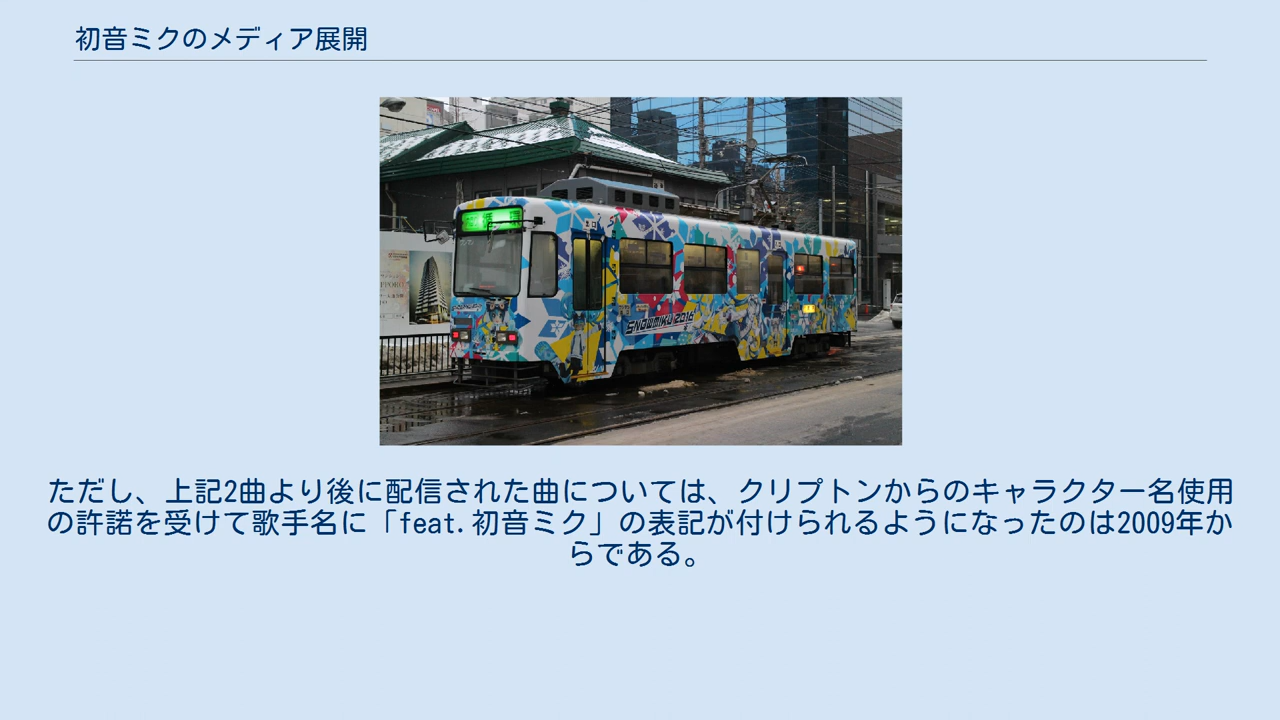 初音ミクのメディア展開
SNOW MIKU 2016
ただし、上記2曲より後に配信された曲については、クリプトンからのキャラクター名使用
の許諾を受けて歌手名に「feat.初音ミク」の表記が付けられるようになったのは2009年か
らである。